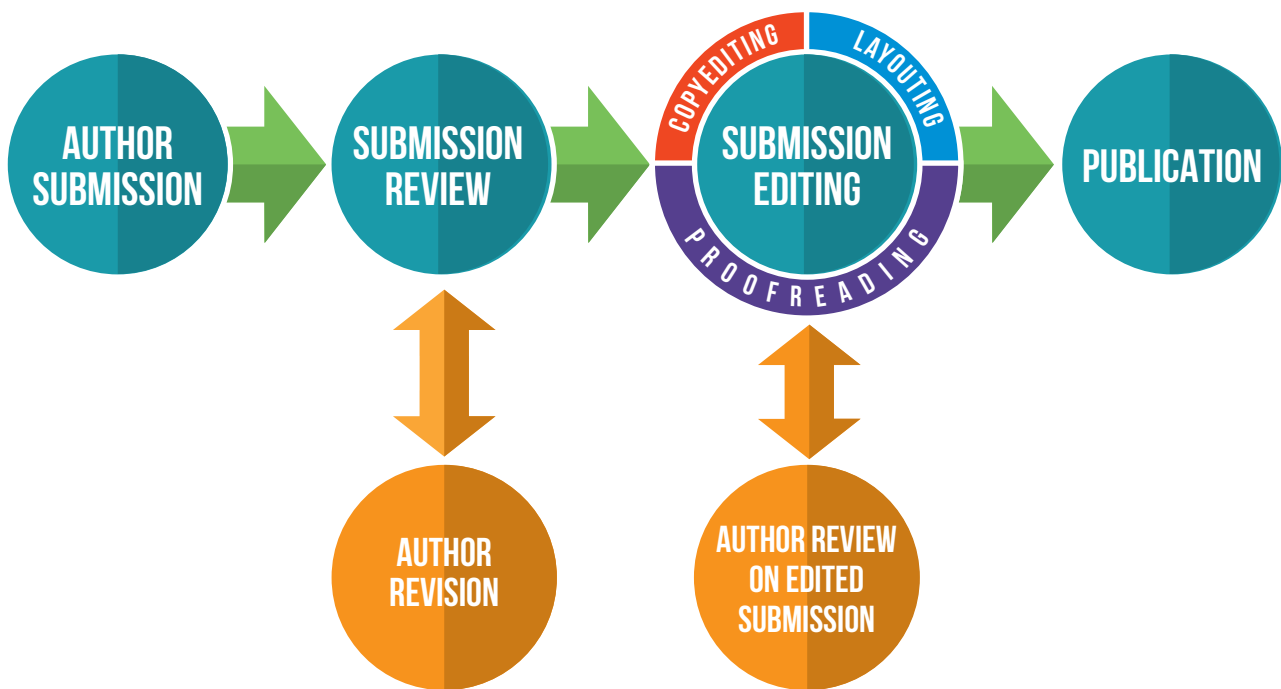 AUTHOR
SUBMISSION
SUBMISSION
REVIEW
COPYEDITING
LAYOUTING
SUBMISSION
EDITING
PROOFREADING
PUBLICATION
AUTHOR
REVISION
AUTHOR REVIEW
ON EDITED
SUBMISSION